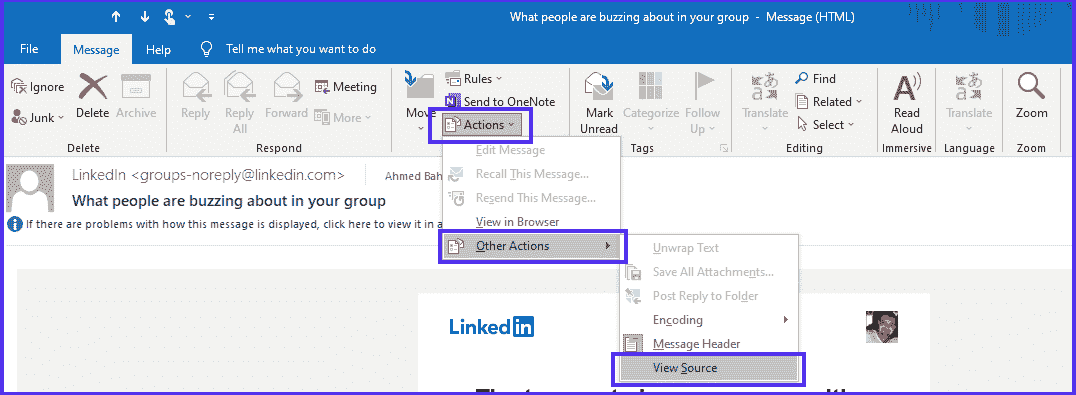 What people are buzzing about in your group - Message (HTML)
File Message Help Tell me what you want to do
Ignore
Junk
Delete
Archive
Delete
Reply
Reply All
Forward
Meeting
More
Respond
Move
Rules
Send to OneNote
Actions
Mark Unread
Categorize
Follow Up
Tags
Translate
Find
Related
Select
Editing
Read Aloud
Immersive
Translate
Language
Zoom
Zoom
LinkedIn <groups-noreply@linkedin.com>
Ahmed Bah
What people are buzzing about in your group
If there are problems with how this message is displayed, click here to view it in a
Edit Message
Recall This Message...
Resend This Message...
View in Browser
Other Actions
Unwrap Text
Save All Attachments...
Post Reply to Folder
Encoding
Message Header
View Source
Linked in